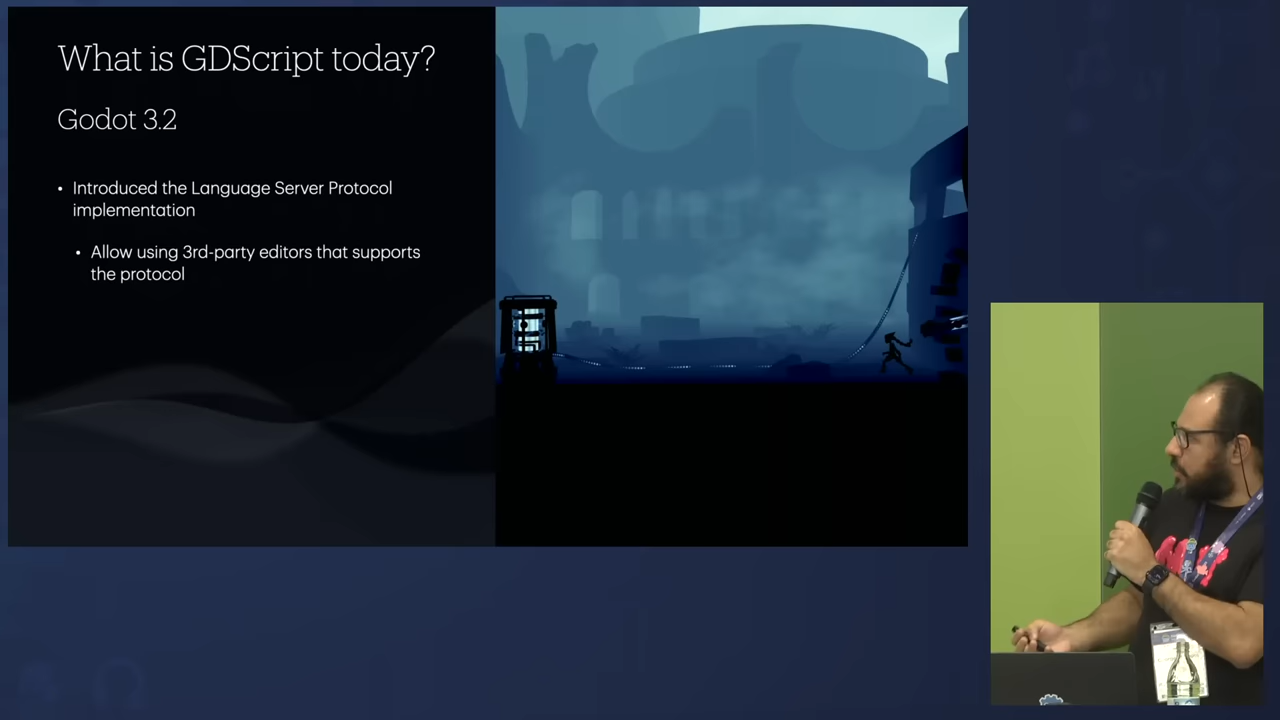 What is GDScript today?
Godot 3.2
• Introduced the Language Server Protocol
implementation
• Allow using 3rd-party editors that supports
the protocol